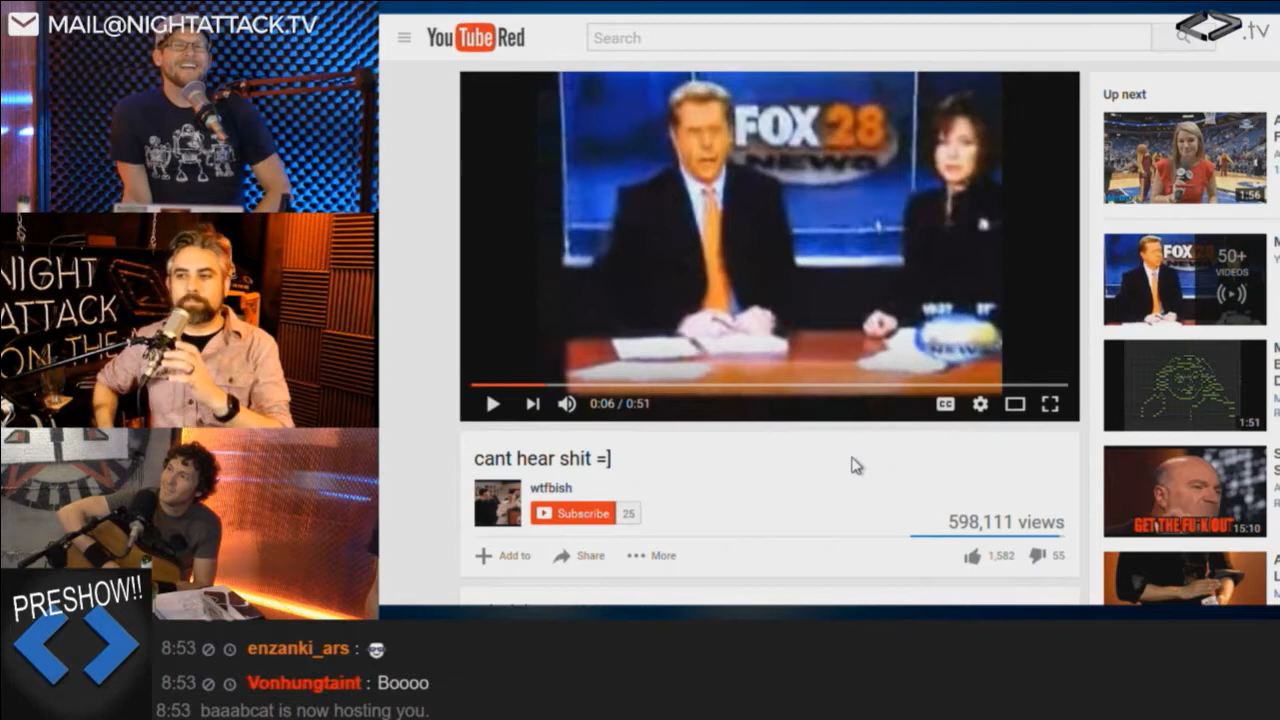 MAIL@NIGHTATTACK.TV
.tv
YouTube Red
Search
Up next
FOX 28
NEWS
1:56
FOX
50+
VIDEOS
NIGHT
ATTACK
ON THE
NEWS
0:06 / 0:51
CC
1:51
cant hear shit =]
wtfbish
Subscribe 25
598,111 views
GET THE FU*K OUT
15:10
Add to Share More
1,582 55
PRESHOW!!
8:53 enzanki_ars :
8:53 Vonhungtaint : Boooo
8:53 baaabcat is now hosting you.